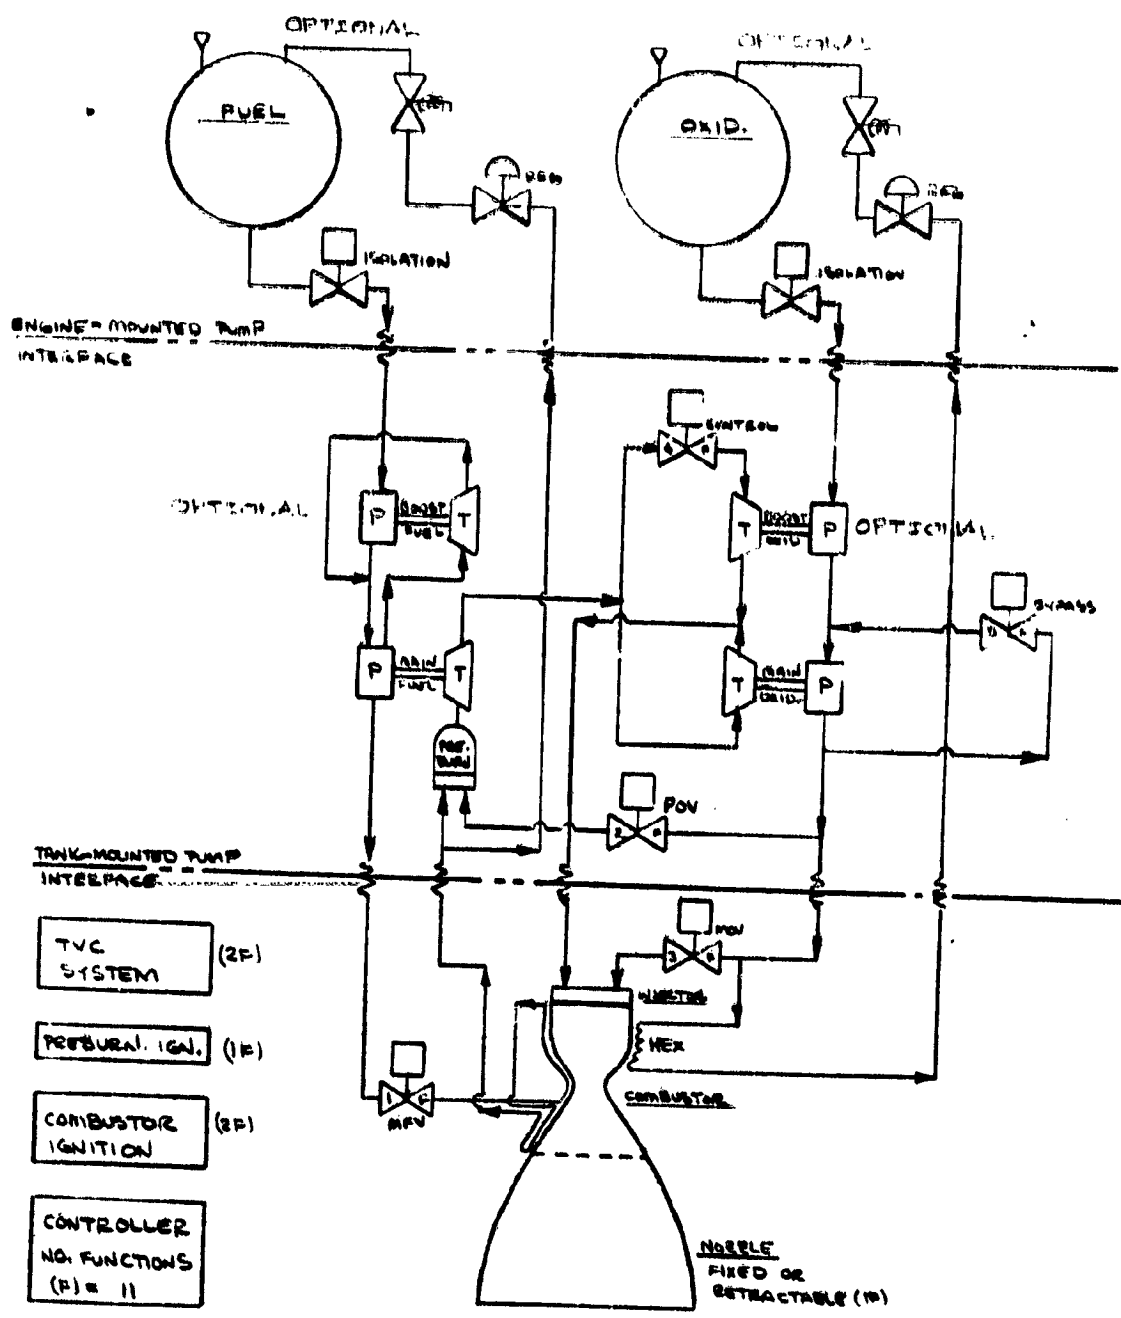 OPTIONAL
OPTIONAL
FUEL
OXID.
REG
REG
ISOLATION
ISOLATION
ENGINE-MOUNTED PUMP
INTERFACE
CONTROL
OPTIONAL
P
BOOST
FUEL
T
T
BOOST
OXID
P
OPTIONAL
BYPASS
P
MAIN
FUEL
T
T
MAIN
OXID.
P
PRE-
BURN
POV
TANK-MOUNTED PUMP
INTERFACE
TVC
SYSTEM
(2F)
MOV
INJECTOR
PREBURN. IGN.
(1F)
HEX
MFV
COMBUSTOR
COMBUSTOR
IGNITION
(2F)
CONTROLLER
NO. FUNCTIONS
(F) = 11
NOZZLE
FIXED OR
RETRACTABLE (1F)